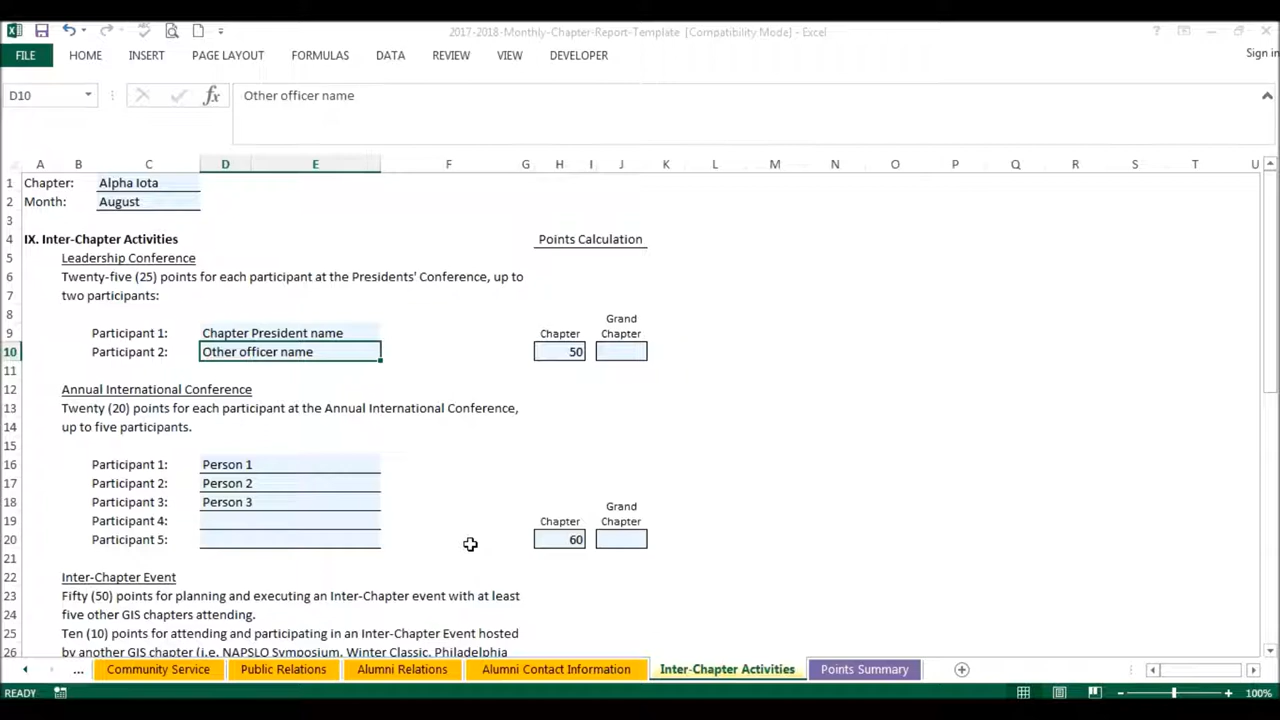 2017-2018-Monthly-Chapter-Report-Template [Compatibility Mode] - Excel
FILE HOME INSERT PAGE LAYOUT FORMULAS DATA REVIEW VIEW DEVELOPER Sign in
D10 fx Other officer name
A B C D E F G H I J K L M N O P Q R S T U
1 Chapter: Alpha Iota
2 Month: August
3
4 IX. Inter-Chapter Activities Points Calculation
5 Leadership Conference
6 Twenty-five (25) points for each participant at the Presidents' Conference, up to
7 two participants:
8 Grand
9 Participant 1: Chapter President name Chapter Chapter
10 Participant 2: Other officer name 50
11
12 Annual International Conference
13 Twenty (20) points for each participant at the Annual International Conference,
14 up to five participants.
15
16 Participant 1: Person 1
17 Participant 2: Person 2
18 Participant 3: Person 3 Grand
19 Participant 4: Chapter Chapter
20 Participant 5: 60
21
22 Inter-Chapter Event
23 Fifty (50) points for planning and executing an Inter-Chapter event with at least
24 five other GIS chapters attending.
25 Ten (10) points for attending and participating in an Inter-Chapter Event hosted
26 by another GIS chapter (i.e. NAPSLO Symposium, Winter Classic, Philadelphia
... Community Service Public Relations Alumni Relations Alumni Contact Information Inter-Chapter Activities Points Summary
READY 100%